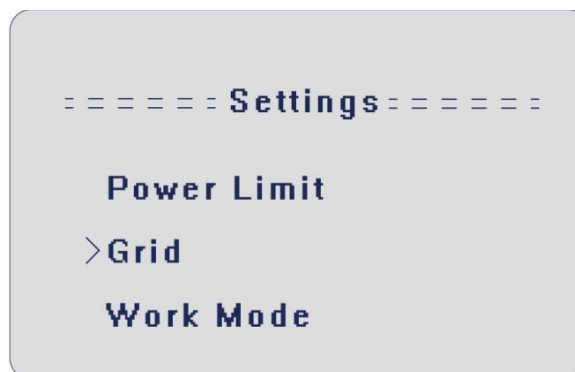 ======Settings======
Power Limit
>Grid
Work Mode